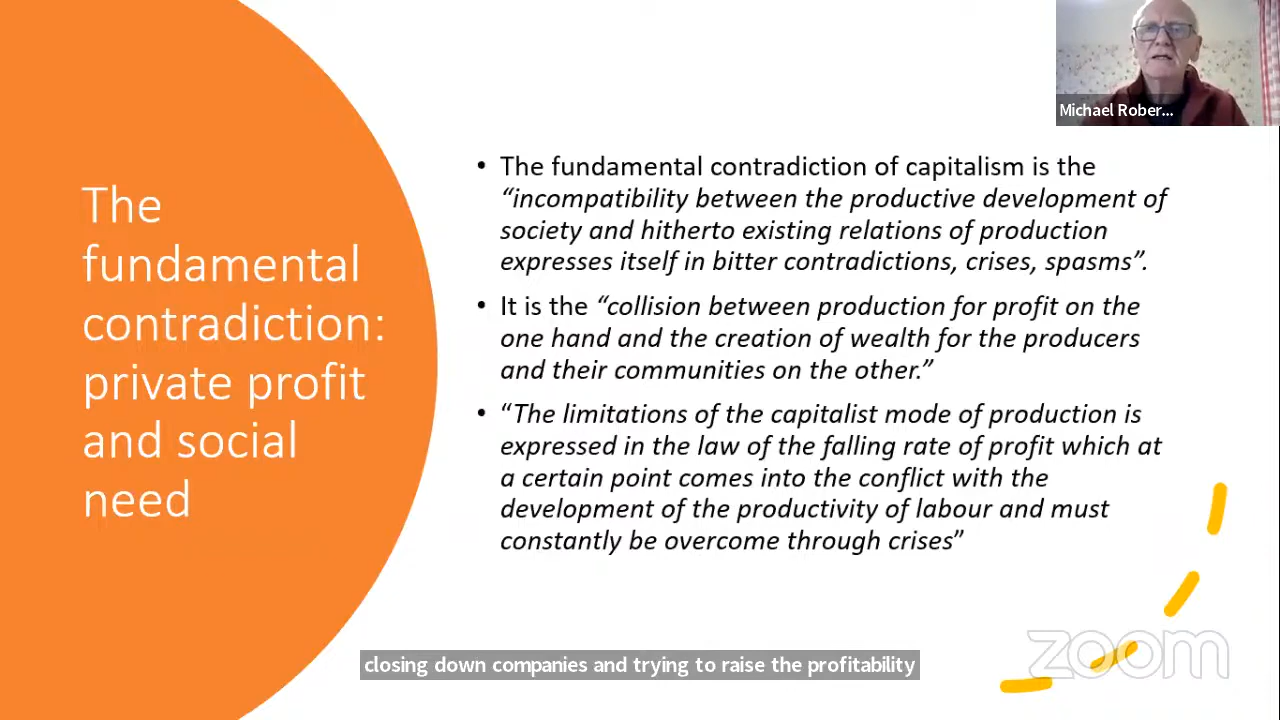 Michael Rober...
The
fundamental
contradiction:
private profit
and social
need
• The fundamental contradiction of capitalism is the
“incompatibility between the productive development of
society and hitherto existing relations of production
expresses itself in bitter contradictions, crises, spasms”.
• It is the “collision between production for profit on the
one hand and the creation of wealth for the producers
and their communities on the other.”
• “The limitations of the capitalist mode of production is
expressed in the law of the falling rate of profit which at
a certain point comes into the conflict with the
development of the productivity of labour and must
constantly be overcome through crises”
closing down companies and trying to raise the profitability
zoom